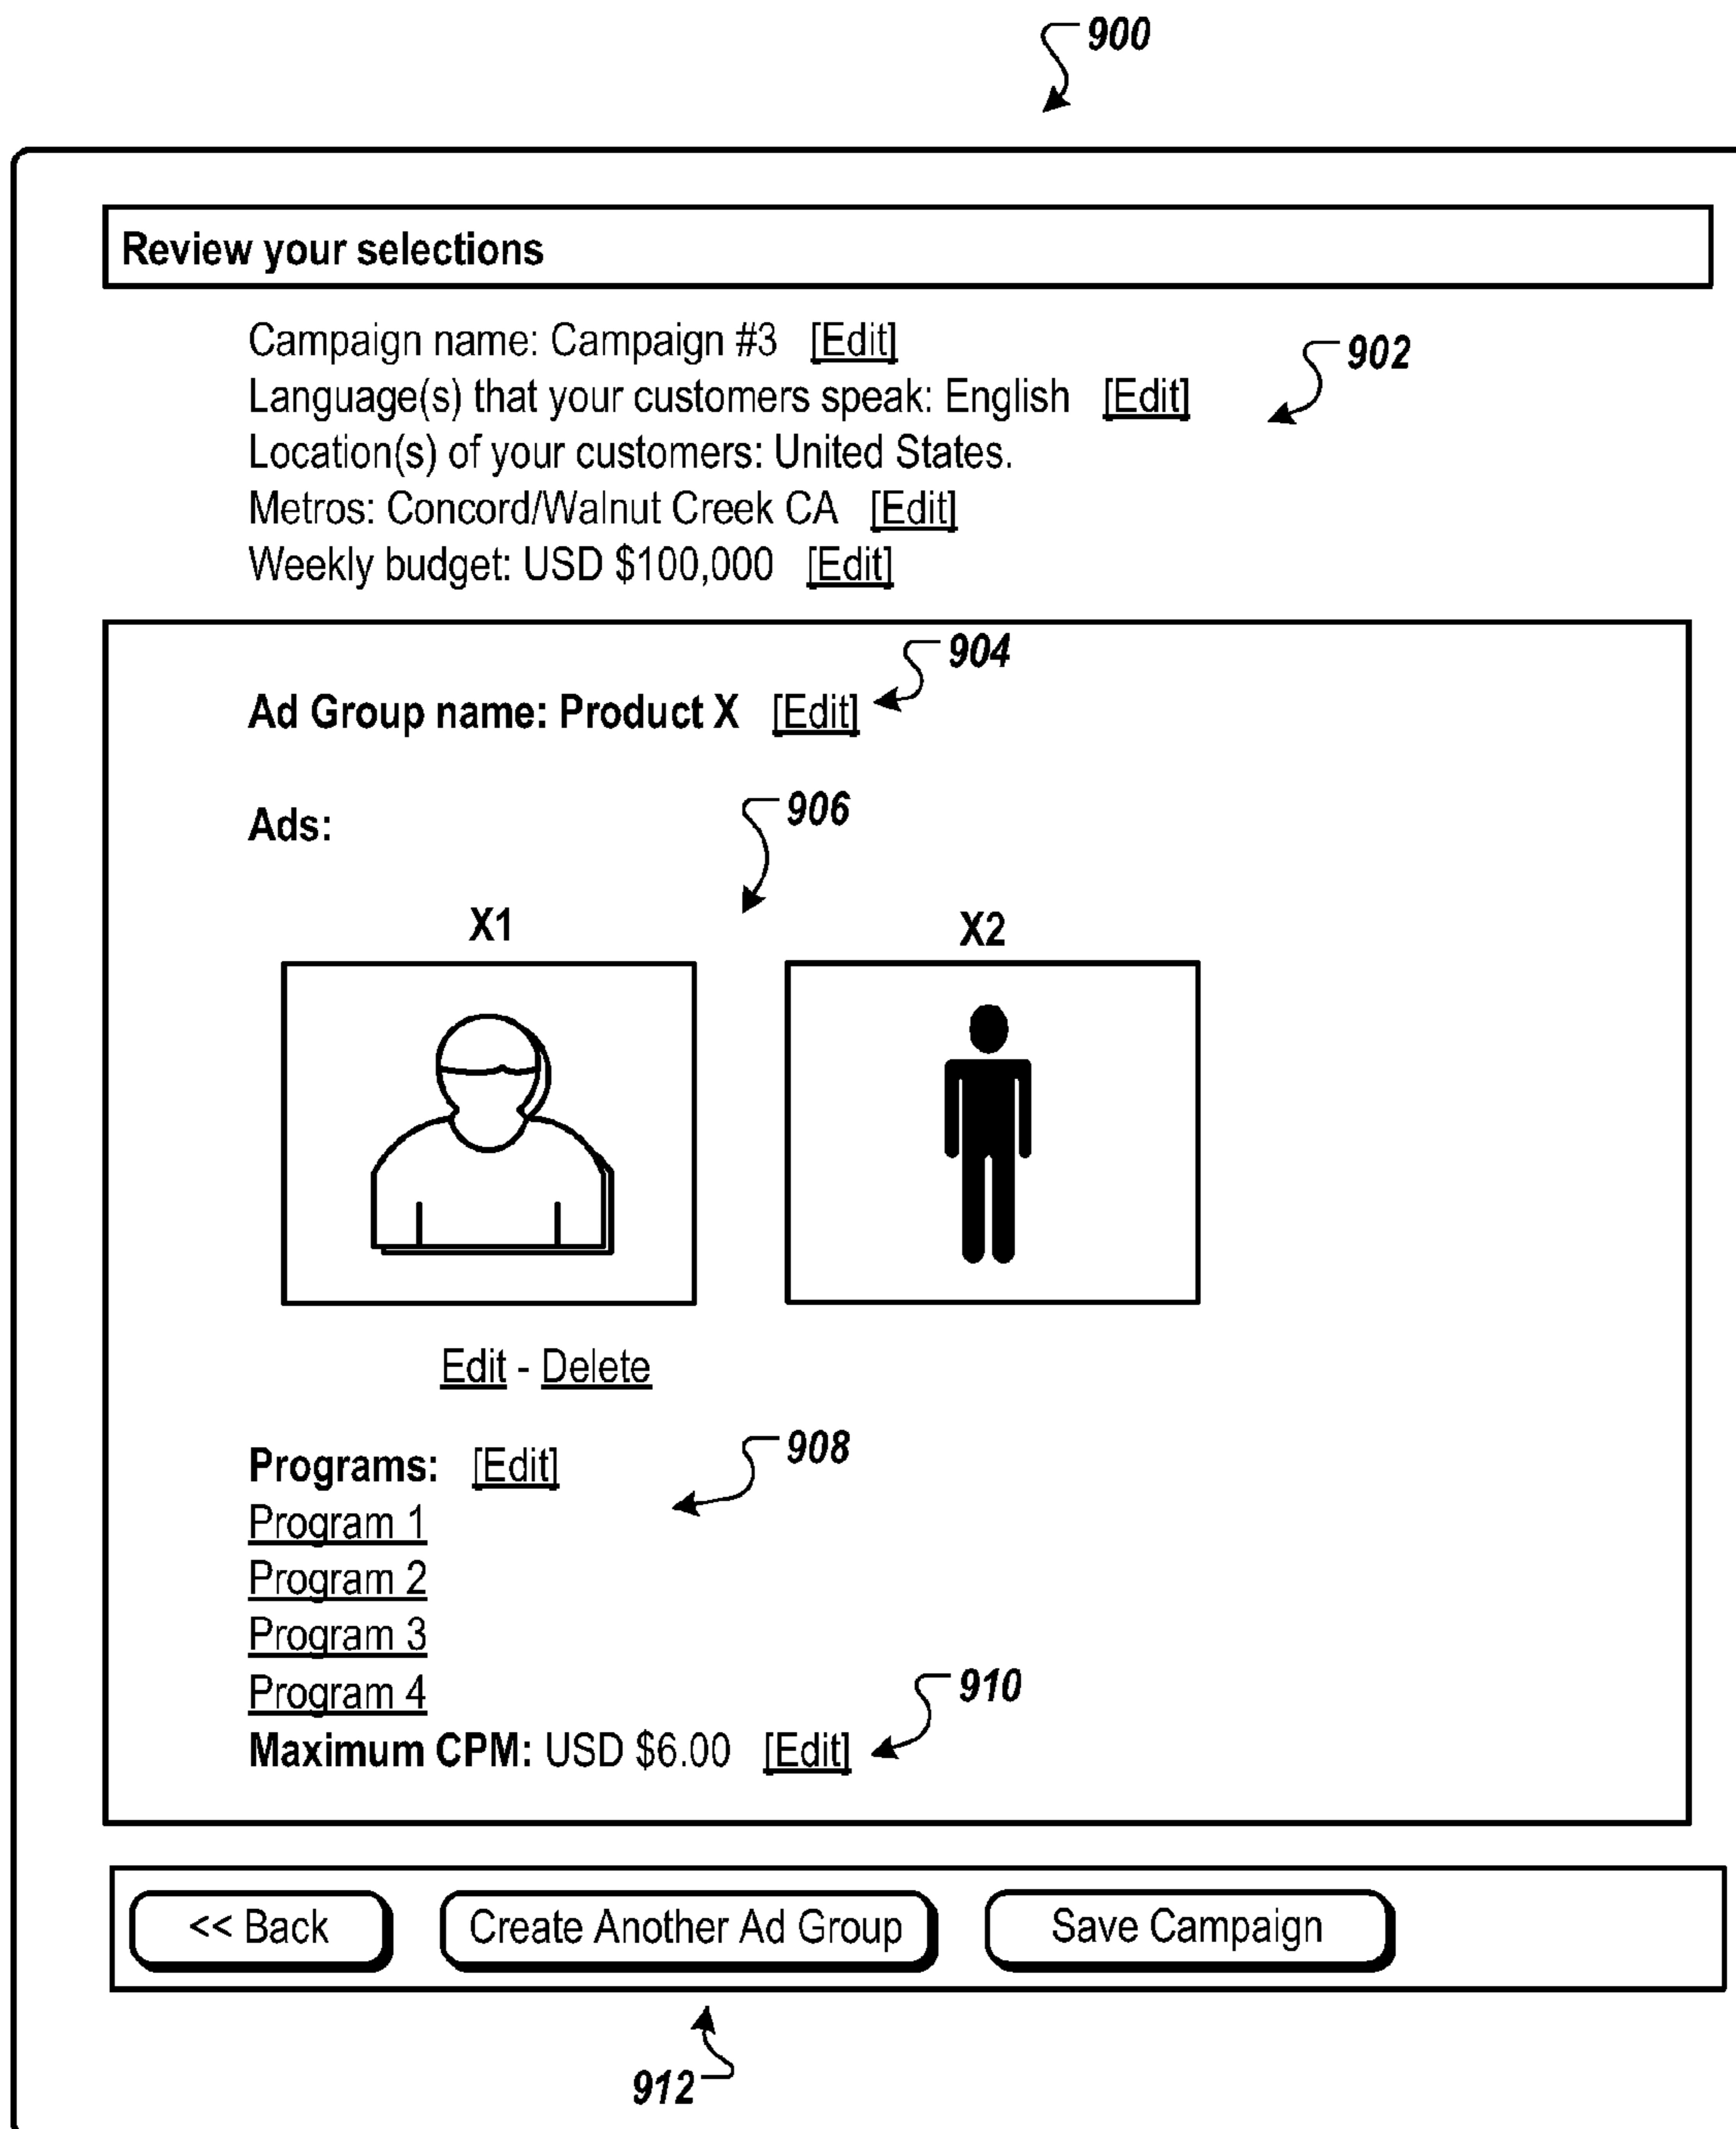 900
Review your selections
Campaign name: Campaign #3 [Edit]
902
Language(s) that your customers speak: English [Edit]
Location(s) of your customers: United States.
Metros: Concord/Walnut Creek CA [Edit]
Weekly budget: USD $100,000 [Edit]
904
Ad Group name: Product X [Edit]
906
Ads:
X1 X2
Edit - Delete
908
Programs: [Edit]
Program 1
Program 2
Program 3
Program 4
910
Maximum CPM: USD $6.00 [Edit]
<< Back Create Another Ad Group Save Campaign
912